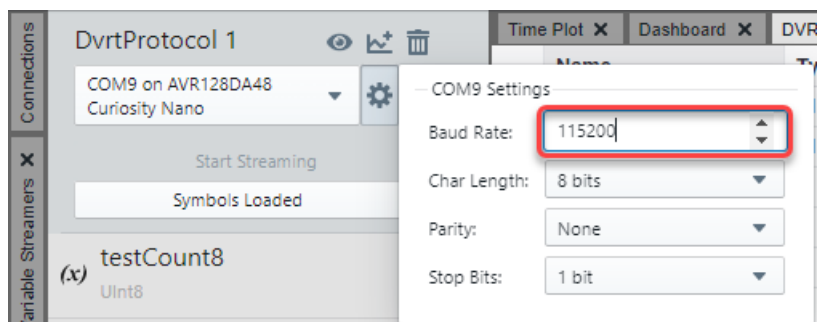 Connections
Variable Streamers
DvrtProtocol 1
COM9 on AVR128DA48
Curiosity Nano
Start Streaming
Symbols Loaded
(x) testCount8
UInt8
Time Plot
Dashboard
DVR
Name
COM9 Settings
Baud Rate: 115200
Char Length: 8 bits
Parity: None
Stop Bits: 1 bit